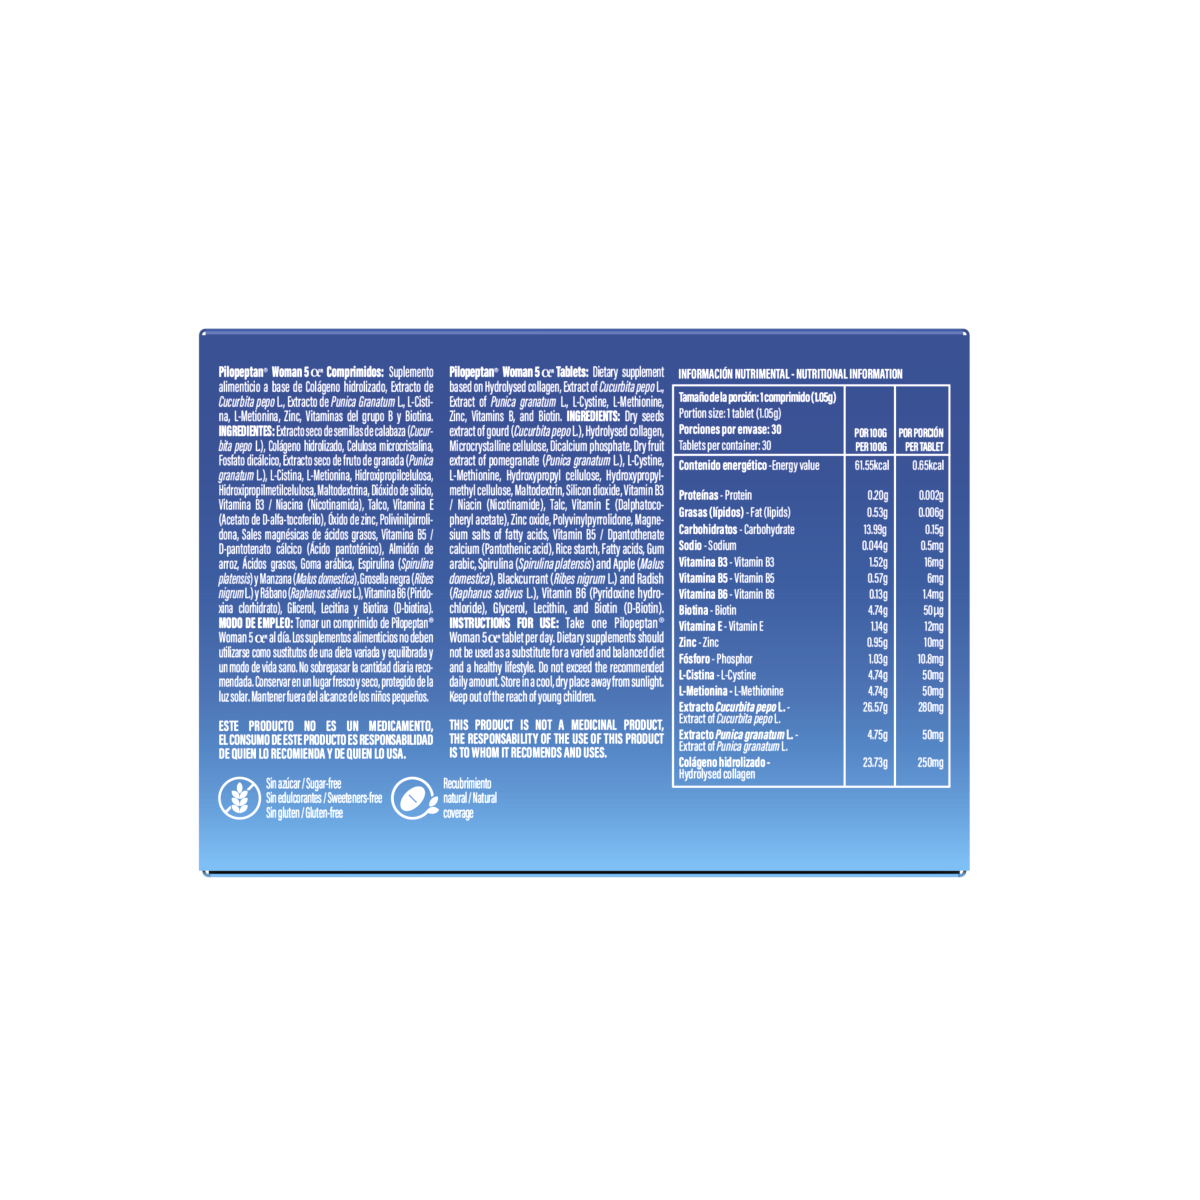 Pilopeptan® Woman 5 α® Comprimidos: Suplemento
alimenticio a base de Colágeno hidrolizado, Extracto de
Cucurbita pepo L., Extracto de Punica Granatum L., L-Cisti-
na, L-Metionina, Zinc, Vitaminas del grupo B y Biotina.
INGREDIENTES: Extracto seco de semillas de calabaza (Cucur-
bita pepo L.), Colágeno hidrolizado, Celulosa microcristalina,
Fosfato dicálcico, Extracto seco de fruto de granada (Punica
granatum L.), L-Cistina, L-Metionina, Hidroxipropilcelulosa,
Hidroxipropilmetilcelulosa, Maltodextrina, Dióxido de silicio,
Vitamina B3 / Niacina (Nicotinamida), Talco, Vitamina E
(Acetato de D-alfa-tocoferilo), Óxido de zinc, Polivinilpirroli-
dona, Sales magnésicas de ácidos grasos, Vitamina B5 /
D-pantotenato cálcico (Ácido pantoténico), Almidón de
arroz, Ácidos grasos, Goma arábica, Espirulina (Spirulina
platensis) y Manzana (Malus domestica), Grosella negra (Ribes
nigrum L.) y Rábano (Raphanus sativus L.), Vitamina B6 (Pirido-
xina clorhidrato), Glicerol, Lecitina y Biotina (D-biotina).
MODO DE EMPLEO: Tomar un comprimido de Pilopeptan®
Woman 5 α® al día. Los suplementos alimenticios no deben
utilizarse como sustitutos de una dieta variada y equilibrada y
un modo de vida sano. No sobrepasar la cantidad diaria reco-
mendada. Conservar en un lugar fresco y seco, protegido de la
luz solar. Mantener fuera del alcance de los niños pequeños.
ESTE PRODUCTO NO ES UN MEDICAMENTO,
EL CONSUMO DE ESTE PRODUCTO ES RESPONSABILIDAD
DE QUIEN LO RECOMIENDA Y DE QUIEN LO USA.
Sin azúcar / Sugar-free
Sin edulcorantes / Sweeteners-free
Sin gluten / Gluten-free
Recubrimiento
natural / Natural
coverage
Pilopeptan® Woman 5 α® Tablets: Dietary supplement
based on Hydrolysed collagen, Extract of Cucurbita pepo L.,
Extract of Punica granatum L., L-Cystine, L-Methionine,
Zinc, Vitamins B, and Biotin. INGREDIENTS: Dry seeds
extract of gourd (Cucurbita pepo L.), Hydrolysed collagen,
Microcrystalline cellulose, Dicalcium phosphate, Dry fruit
extract of pomegranate (Punica granatum L.), L-Cystine,
L-Methionine, Hydroxypropyl cellulose, Hydroxypropyl-
methyl cellulose, Maltodextrin, Silicon dioxide, Vitamin B3
/ Niacin (Nicotinamide), Talc, Vitamin E (Dalphatoco-
pheryl acetate), Zinc oxide, Polyvinylpyrrolidone, Magne-
sium salts of fatty acids, Vitamin B5 / Dpantothenate
calcium (Pantothenic acid), Rice starch, Fatty acids, Gum
arabic, Spirulina (Spirulina platensis) and Apple (Malus
domestica), Blackcurrant (Ribes nigrum L.) and Radish
(Raphanus sativus L.), Vitamin B6 (Pyridoxine hydro-
chloride), Glycerol, Lecithin, and Biotin (D-Biotin).
INSTRUCTIONS FOR USE: Take one Pilopeptan®
Woman 5 α® tablet per day. Dietary supplements should
not be used as a substitute for a varied and balanced diet
and a healthy lifestyle. Do not exceed the recommended
daily amount. Store in a cool, dry place away from sunlight.
Keep out of the reach of young children.
THIS PRODUCT IS NOT A MEDICINAL PRODUCT,
THE RESPONSABILITY OF THE USE OF THIS PRODUCT
IS TO WHOM IT RECOMENDS AND USES.
INFORMACIÓN NUTRIMENTAL - NUTRITIONAL INFORMATION
Tamaño de la porción: 1 comprimido (1.05g)
Portion size: 1 tablet (1.05g)
Porciones por envase: 30
Tablets per container: 30
POR 100G POR PORCIÓN
PER 100G PER TABLET
Contenido energético -Energy value 61.55kcal 0.65kcal
Proteínas - Protein 0.20g 0.002g
Grasas (lípidos) - Fat (lipids) 0.53g 0.006g
Carbohidratos - Carbohydrate 13.99g 0.15g
Sodio - Sodium 0.044g 0.5mg
Vitamina B3 - Vitamin B3 1.52g 16mg
Vitamina B5 - Vitamin B5 0.57g 6mg
Vitamina B6 - Vitamin B6 0.13g 1.4mg
Biotina - Biotin 4.74g 50µg
Vitamina E - Vitamin E 1.14g 12mg
Zinc - Zinc 0.95g 10mg
Fósforo - Phosphor 1.03g 10.8mg
L-Cistina - L-Cystine 4.74g 50mg
L-Metionina - L-Methionine 4.74g 50mg
Extracto Cucurbita pepo L. - 26.57g 280mg
Extract of Cucurbita pepo L.
Extracto Punica granatum L. - 4.75g 50mg
Extract of Punica granatum L.
Colágeno hidrolizado - 23.73g 250mg
Hydrolysed collagen